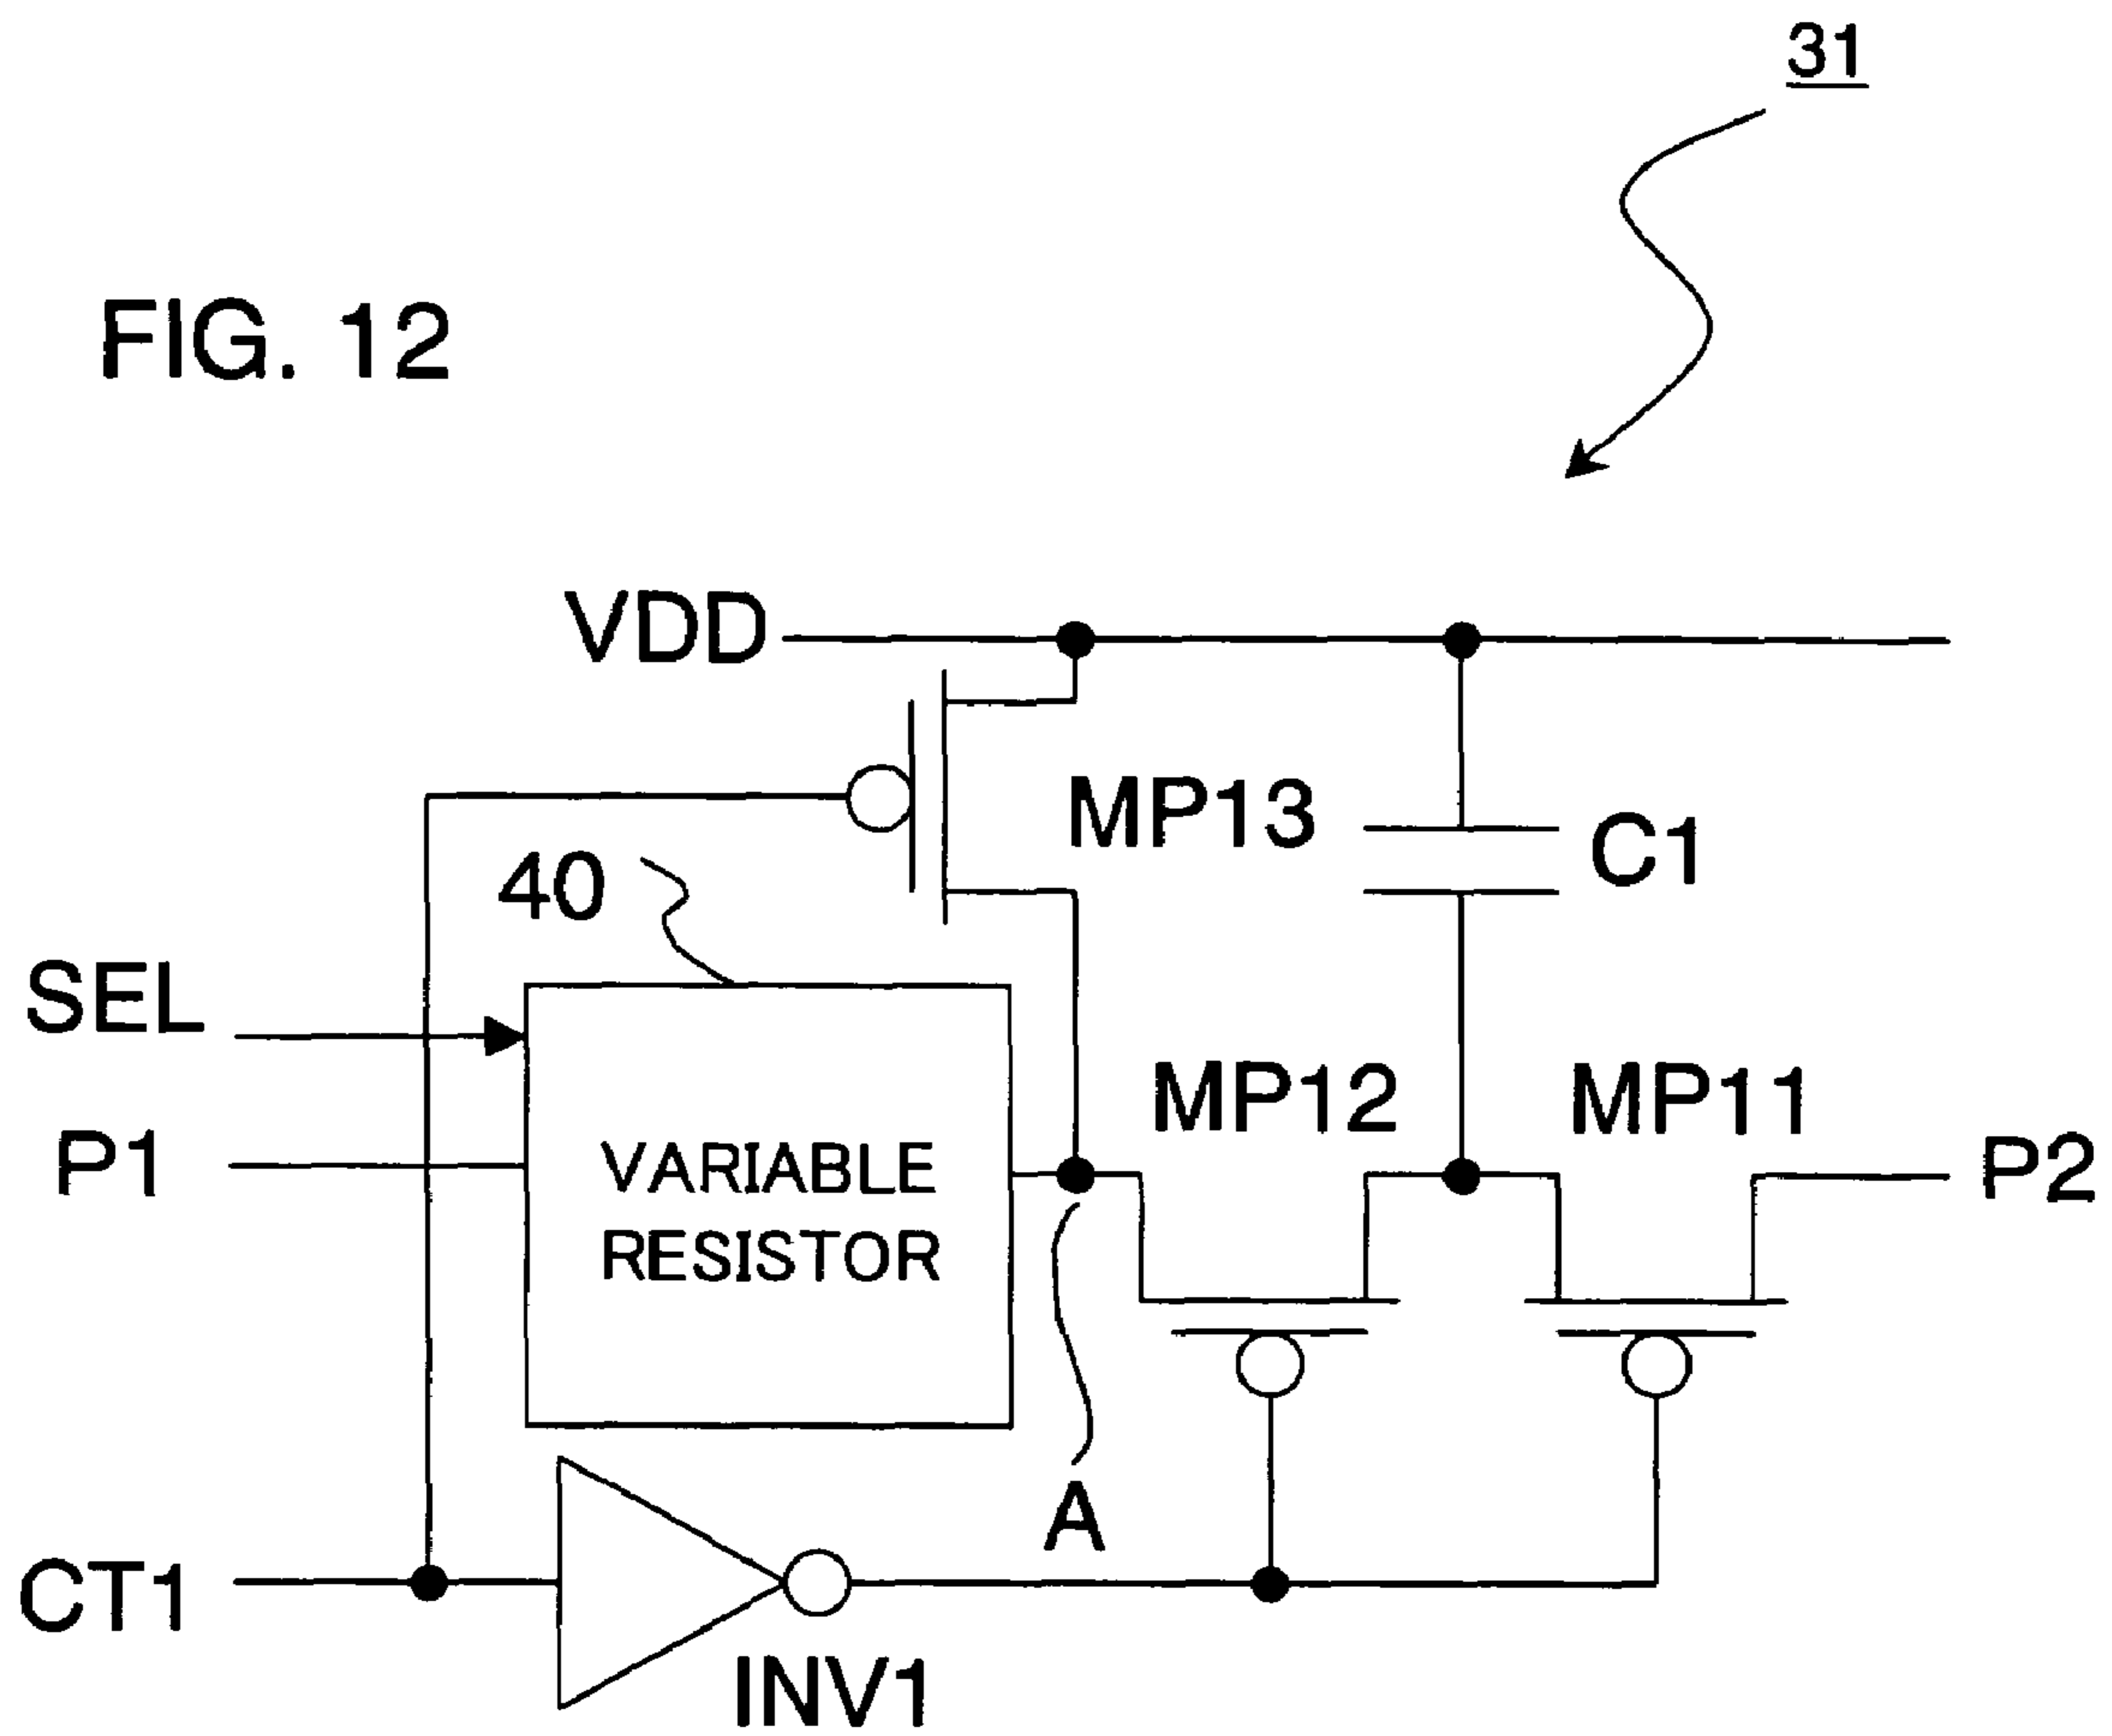 31
FIG. 12
VDD
MP13
C1
40
SEL
MP12
MP11
P1
P2
VARIABLE
RESISTOR
A
CT1
INV1